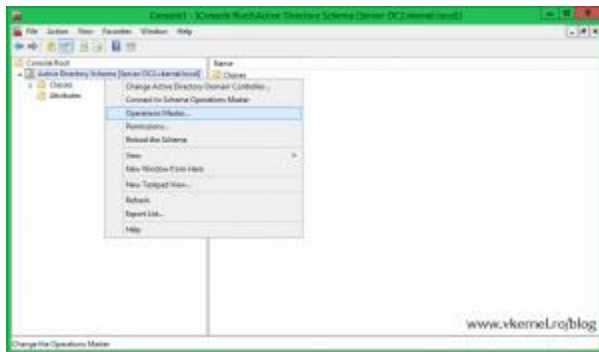 Console1 - [Console Root\Active Directory Schema [Server DC2.vkernel.local]]
File Action View Favorites Window Help
Console Root
Name
Active Directory Schema [Server DC2.vkernel.local]
Classes
Classes
Attributes
Change Active Directory Domain Controller...
Connect to Schema Operations Master
Operations Master...
Permissions...
Reload the Schema
View
New Window from Here
New Taskpad View...
Refresh
Export List...
Help
www.vkernel.ro/blog
Change the Operations Master